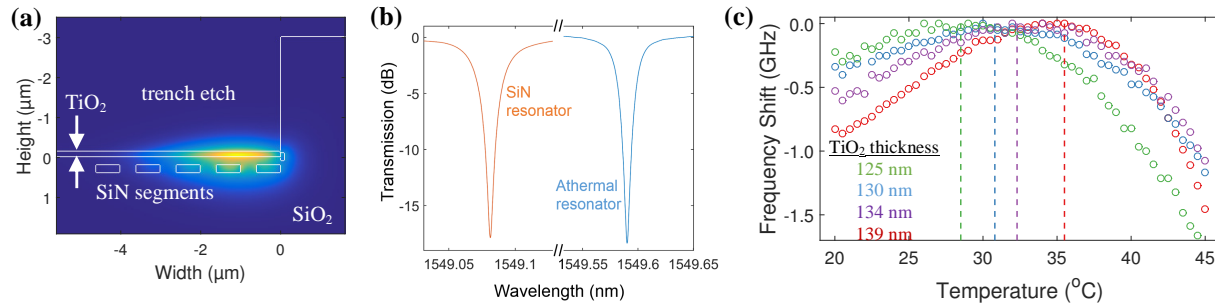 (a)
Height (µm)
-3
-2
-1
0
1
trench etch
TiO2
SiN segments
SiO2
-4
-2
0
Width (µm)
(b)
Transmission (dB)
0
-5
-10
-15
SiN
resonator
Athermal
resonator
1549.05
1549.1
1549.55
1549.6
1549.65
Wavelength (nm)
(c)
Frequency Shift (GHz)
0.0
-0.5
-1.0
-1.5
TiO2 thickness
125 nm
130 nm
134 nm
139 nm
20
25
30
35
40
45
Temperature (°C)